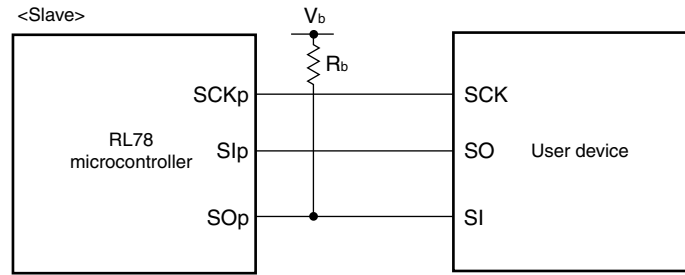 <Slave>
Vb
Rb
SCKp
SCK
RL78
microcontroller
SIp
SO
User device
SOp
SI